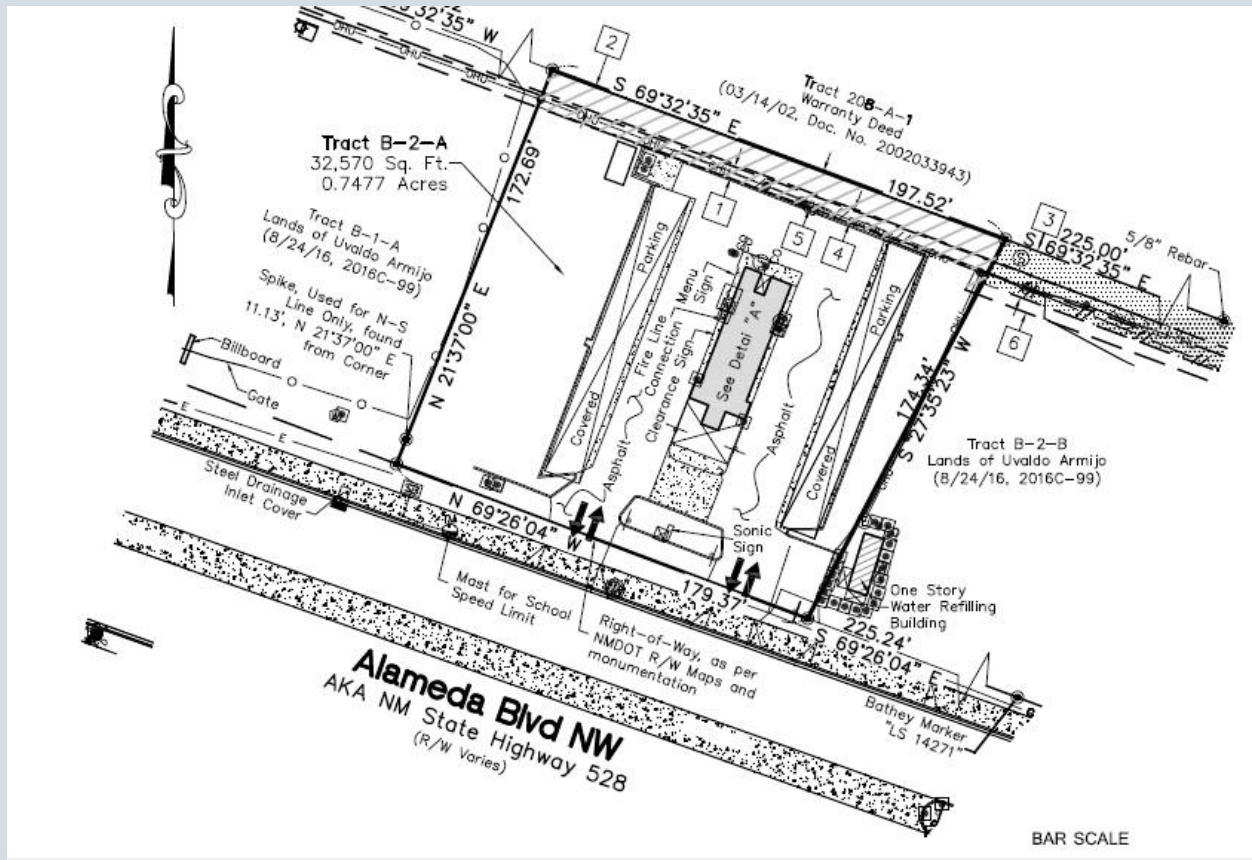 °32'35" W
OHU
OHU
OHU
2
S 69°32'35" E
Tract 20B-A-1
Warranty Deed
(03/14/02, Doc. No. 2002033943)
197.52'
OHU
Tract B-2-A
32,570 Sq. Ft.
0.7477 Acres
172.69'
N 21°37'00" E
Tract B-1-A
Lands of Uvaldo Armijo
(8/24/16, 2016C-99)
Spike, Used for N-S
Line Only, found
11.13', N 21°37'00" E
from Corner
Billboard
Gate
E
E
1
5
4
3
225.00'
S 69°32'35" E
5/8" Rebar
S
6
Parking
Covered
Asphalt
Menu
Sign
Fire Line
Connection
Clearance Sign
See Detai "A"
Asphalt
Parking
Covered
174.34'
S 27°35'23" W
Tract B-2-B
Lands of Uvaldo Armijo
(8/24/16, 2016C-99)
Steel Drainage
Inlet Cover
N 69°26'04" W
179.37'
Sonic
Sign
Mast for School
Speed Limit
Right-of-Way, as per
NMDOT R/W Maps and
monumentation
One Story
Water Refilling
Building
225.24'
S 69°26'04" E
E
Bathey Marker
"LS 14271"
Alameda Blvd NW
AKA NM State Highway 528
(R/W Varies)
BAR SCALE